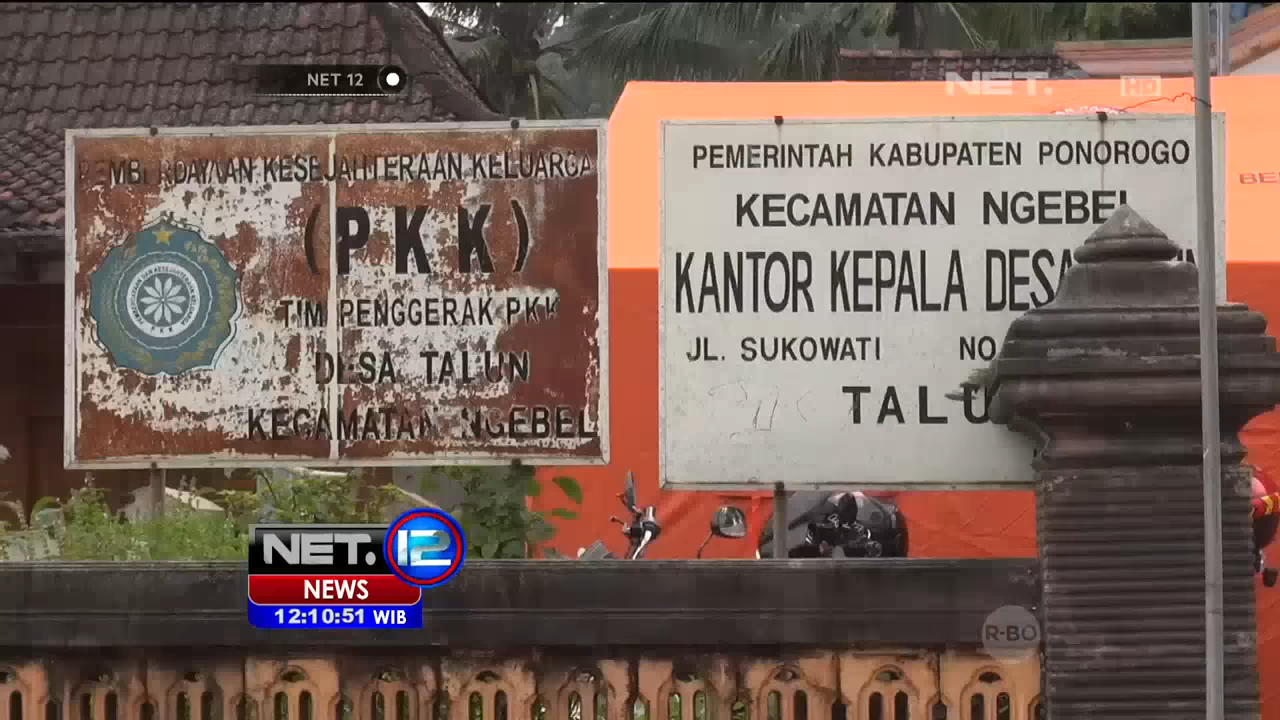 NET 12
NET. HD
PEMBERDAYAAN KESEJAHTERAAN KELUARGA
(PKK)
TIM PENGGERAK PKK
DESA TALUN
KECAMATAN NGEBEL
PEMERINTAH KABUPATEN PONOROGO
KECAMATAN NGEBEL
KANTOR KEPALA DESA
JL. SUKOWATI NO
TALU
NET. 12
NEWS
12:10:51 WIB
R-BO